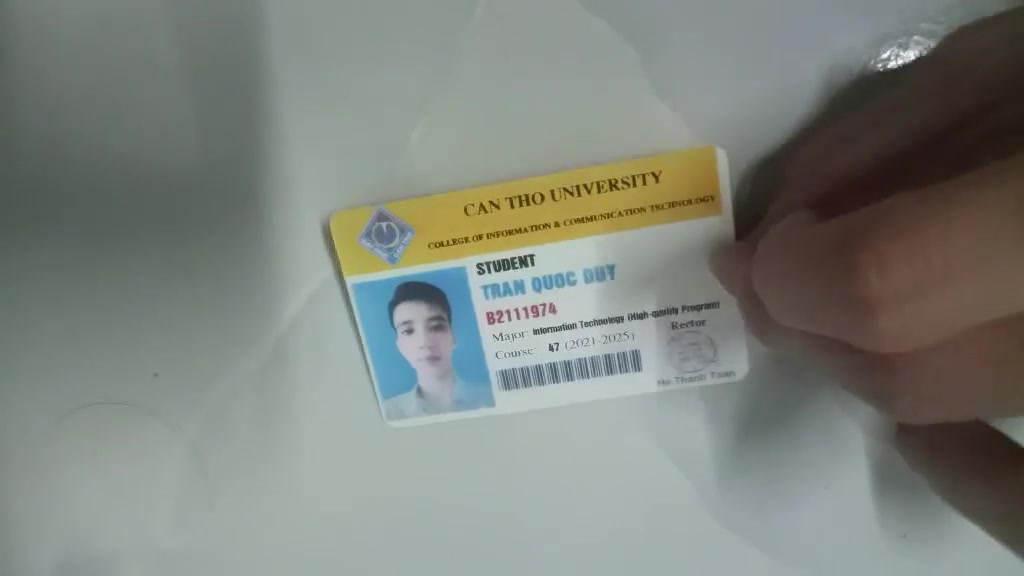 CAN THO UNIVERSITY
COLLEGE OF INFORMATION & COMMUNICATION TECHNOLOGY
STUDENT
TRAN QUOC DUY
B2111974
Major: Information Technology (High-quality Program)
Course: 47 (2021-2025)
Rector
Ha Thanh Toan